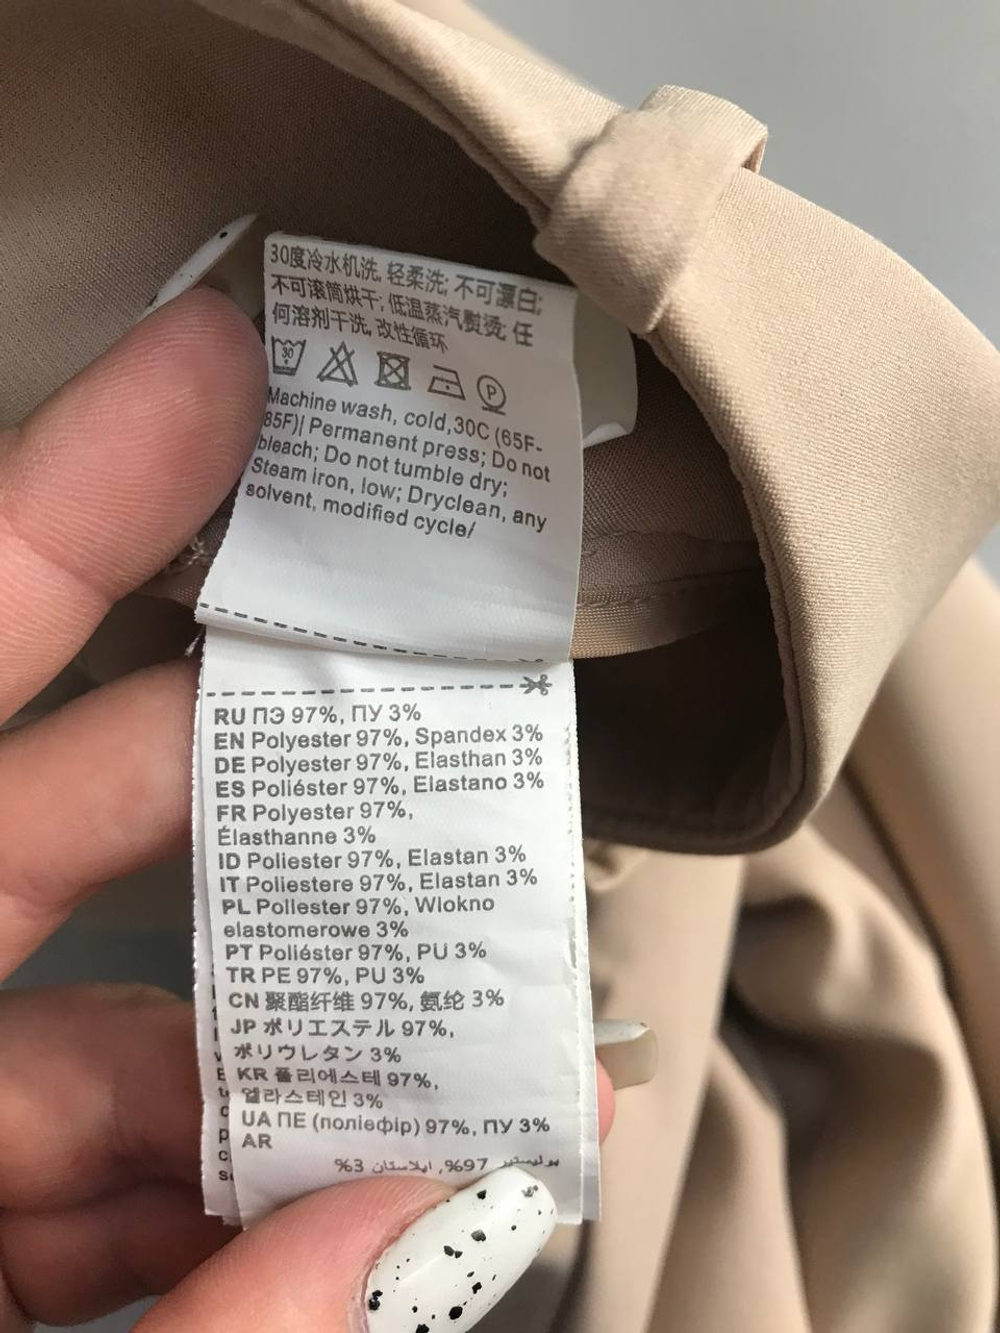 30度冷水机洗, 轻柔洗; 不可漂白;
不可滚筒烘干; 低温蒸汽熨烫; 任
何溶剂干洗, 改性循环
30
P
Machine wash, cold,30C (65F-
85F)| Permanent press; Do not
bleach; Do not tumble dry;
Steam iron, low; Dryclean, any
solvent, modified cycle/
RU ПЭ 97%, ПУ 3%
EN Polyester 97%, Spandex 3%
DE Polyester 97%, Elasthan 3%
ES Poliéster 97%, Elastano 3%
FR Polyester 97%,
Élasthanne 3%
ID Poliester 97%, Elastan 3%
IT Poliestere 97%, Elastan 3%
PL Poliester 97%, Wlokno
elastomerowe 3%
PT Poliéster 97%, PU 3%
TR PE 97%, PU 3%
CN 聚酯纤维 97%, 氨纶 3%
JP ポリエステル 97%,
ポリウレタン 3%
KR 폴리에스테 97%,
엘라스테인 3%
UA ПЕ (поліефір) 97%, ПУ 3%
AR
بوليستير 97%, ايلاستان 3%